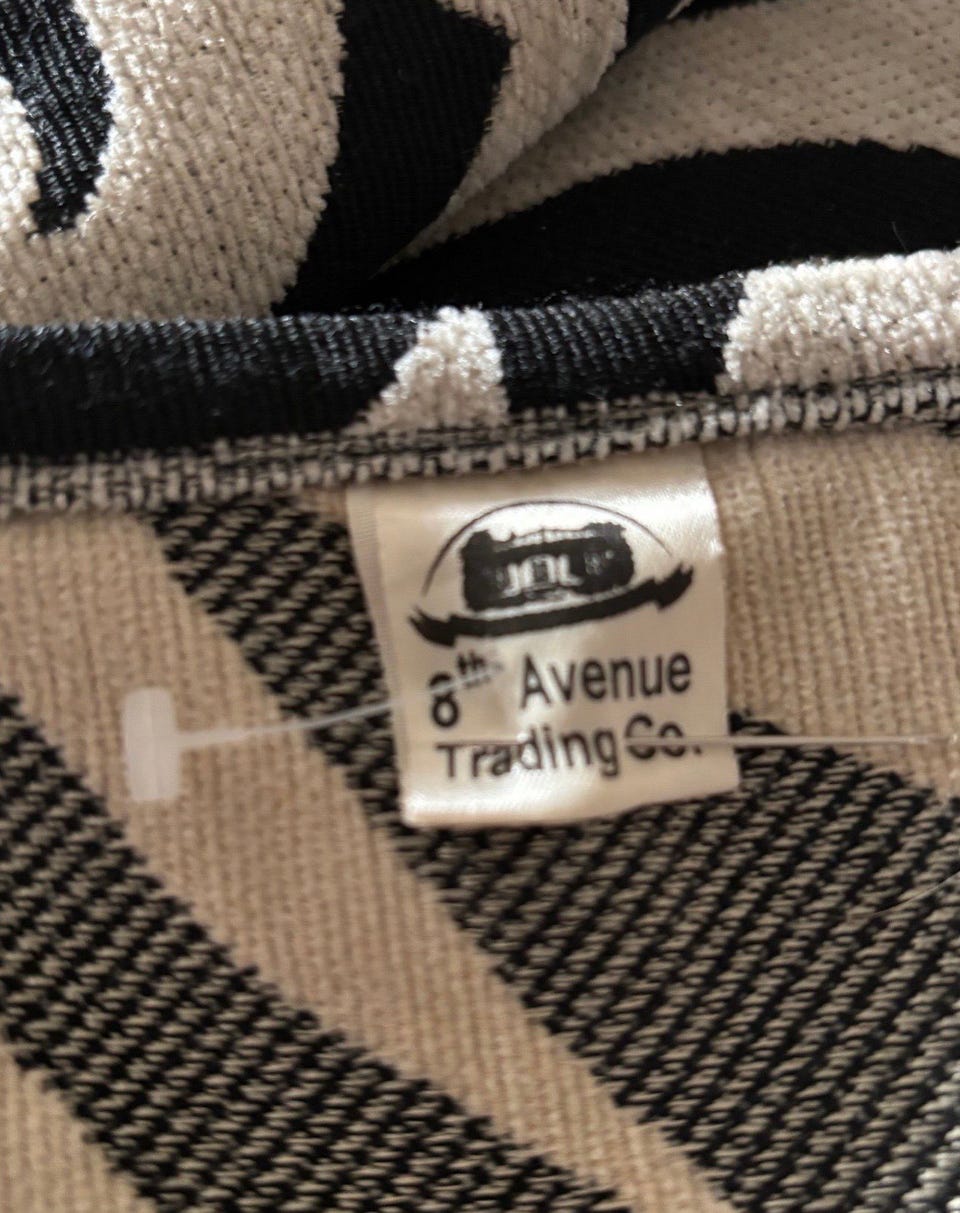 8th Avenue
Trading Co.